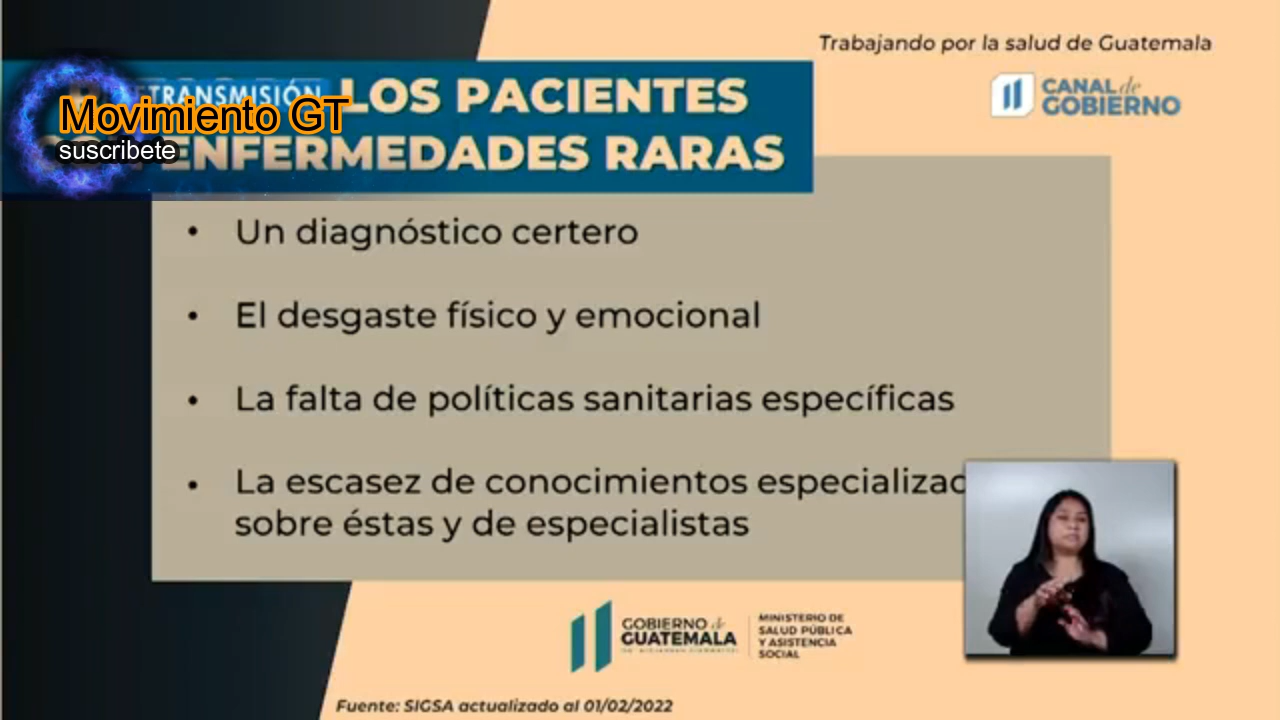 Trabajando por la salud de Guatemala
CANAL de
GOBIERNO
TRANSMISIÓN
LOS PACIENTES
ENFERMEDADES RARAS
Movimiento GT
suscribete
• Un diagnóstico certero
• El desgaste físico y emocional
• La falta de políticas sanitarias específicas
• La escasez de conocimientos especializad
sobre éstas y de especialistas
GOBIERNO de
GUATEMALA
MINISTERIO DE
SALUD PÚBLICA
Y ASISTENCIA
SOCIAL
Fuente: SIGSA actualizado al 01/02/2022